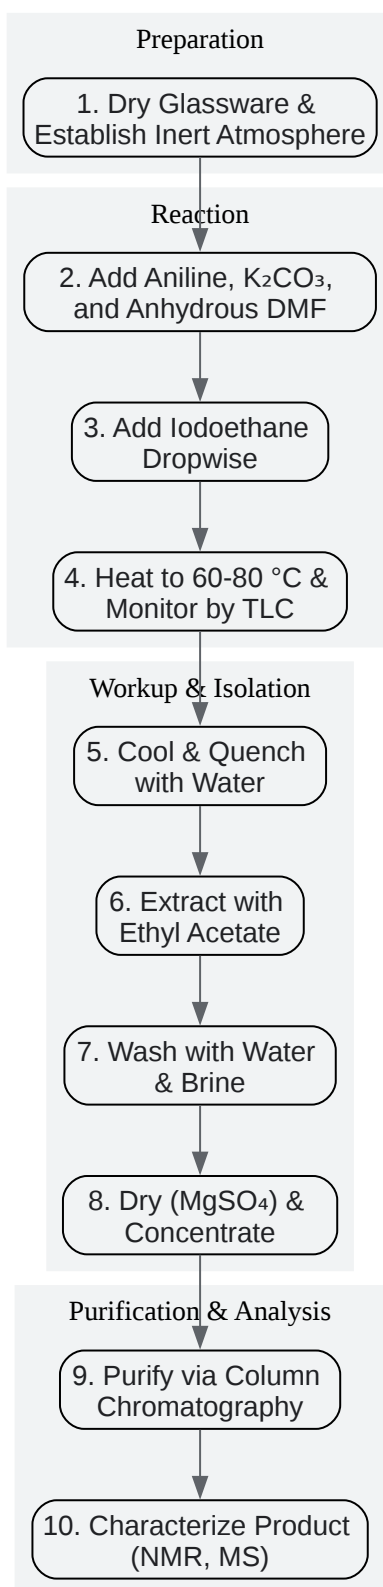 Preparation
1. Dry Glassware &
Establish Inert Atmosphere
Reaction
2. Add Aniline, K₂CO₃,
and Anhydrous DMF
3. Add Iodoethane
Dropwise
4. Heat to 60-80 °C &
Monitor by TLC
Workup & Isolation
5. Cool & Quench
with Water
6. Extract with
Ethyl Acetate
7. Wash with Water
& Brine
8. Dry (MgSO₄) &
Concentrate
Purification & Analysis
9. Purify via Column
Chromatography
10. Characterize Product
(NMR, MS)